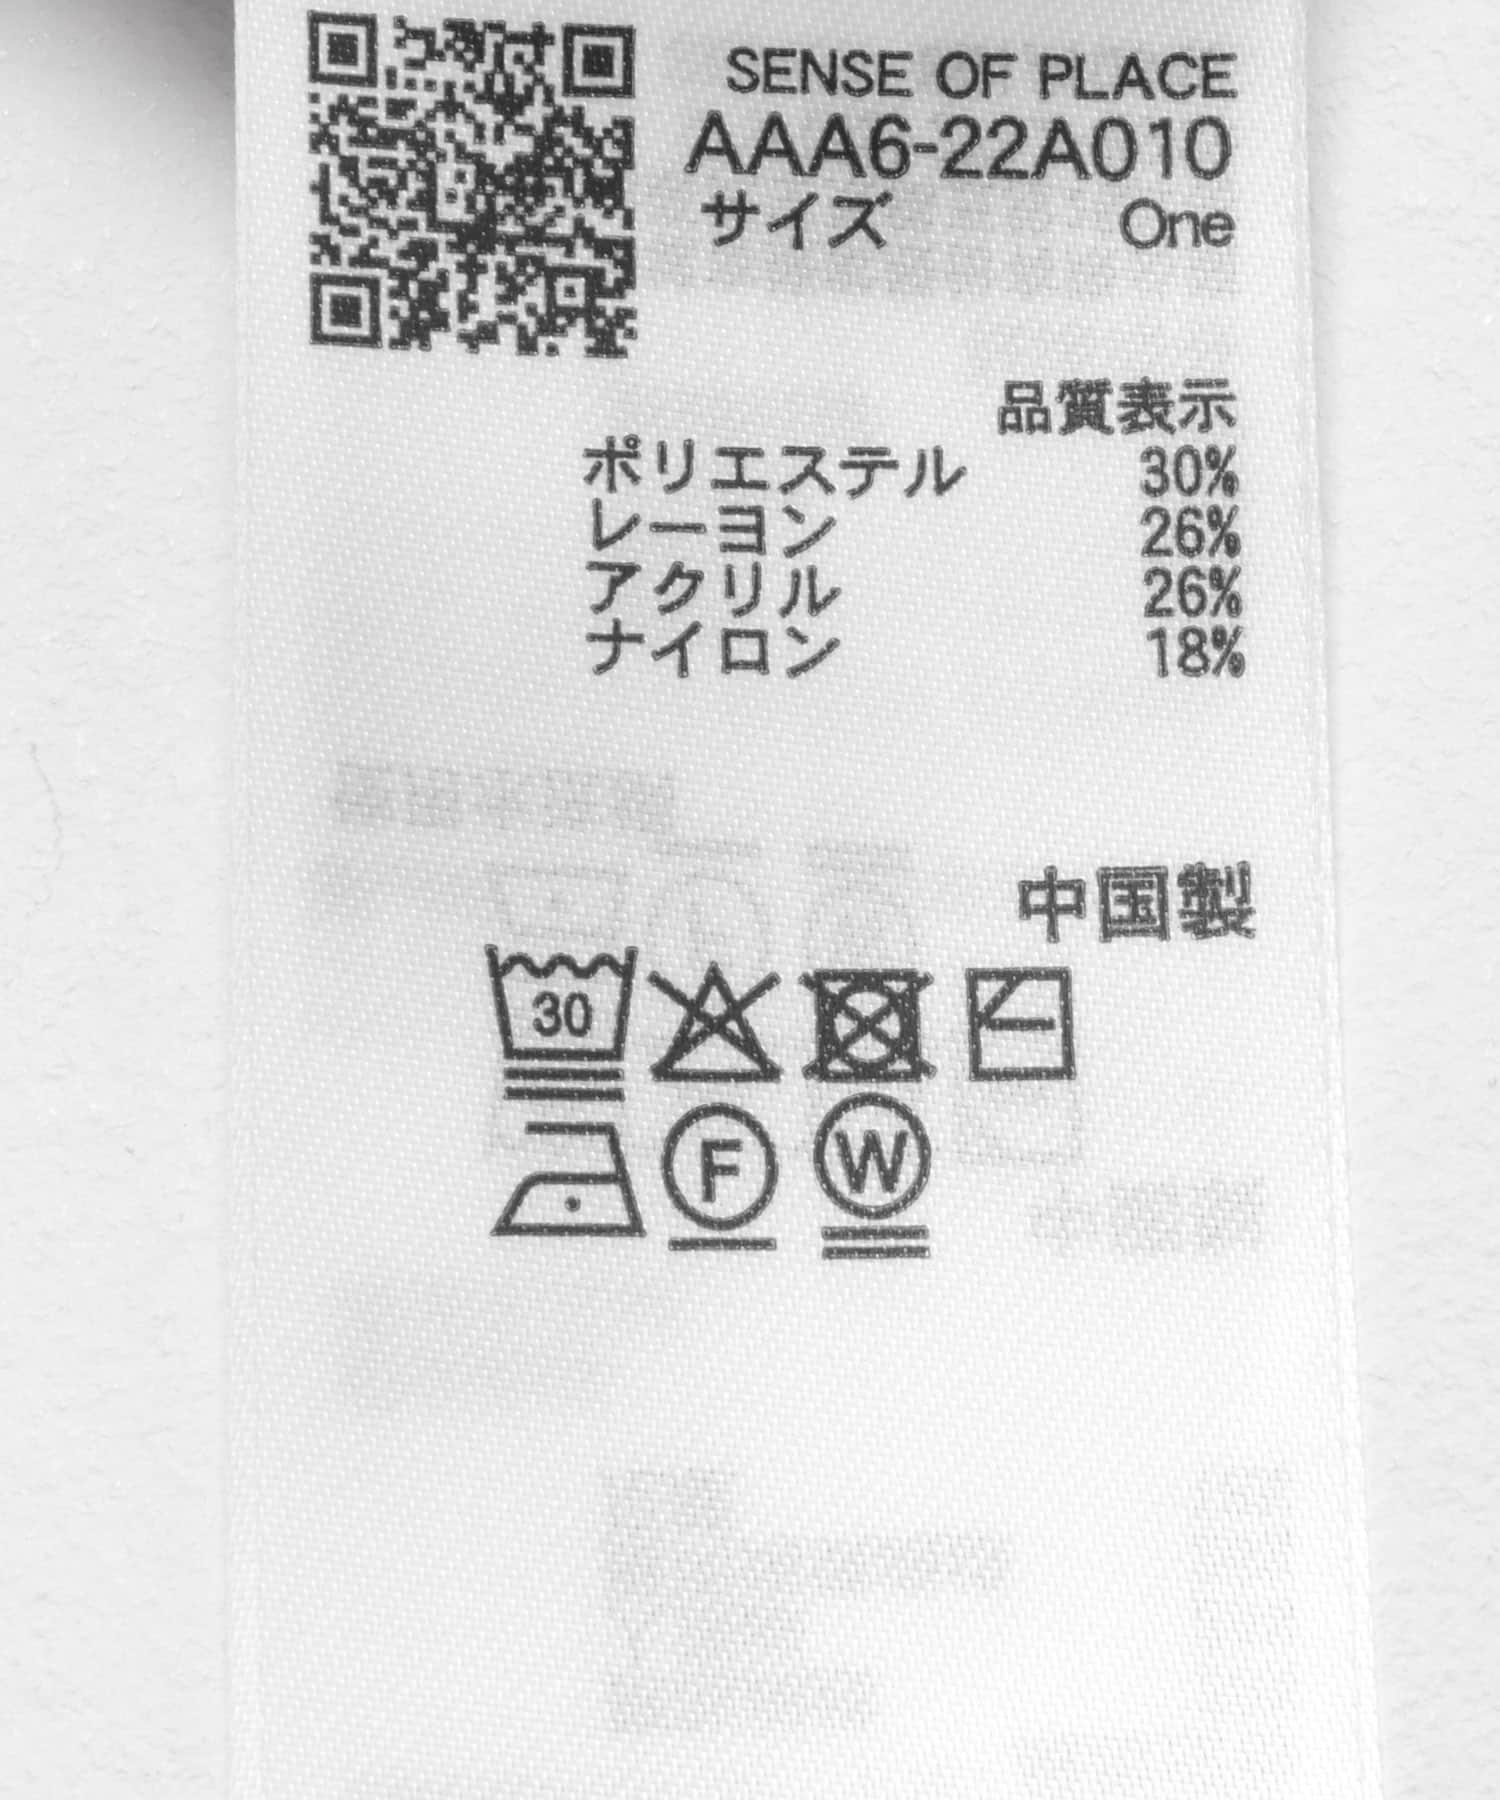 SENSE OF PLACE
AAA6-22A010
サイズ One
品質表示
ポリエステル 30%
レーヨン 26%
アクリル 26%
ナイロン 18%
中国製
30
F W